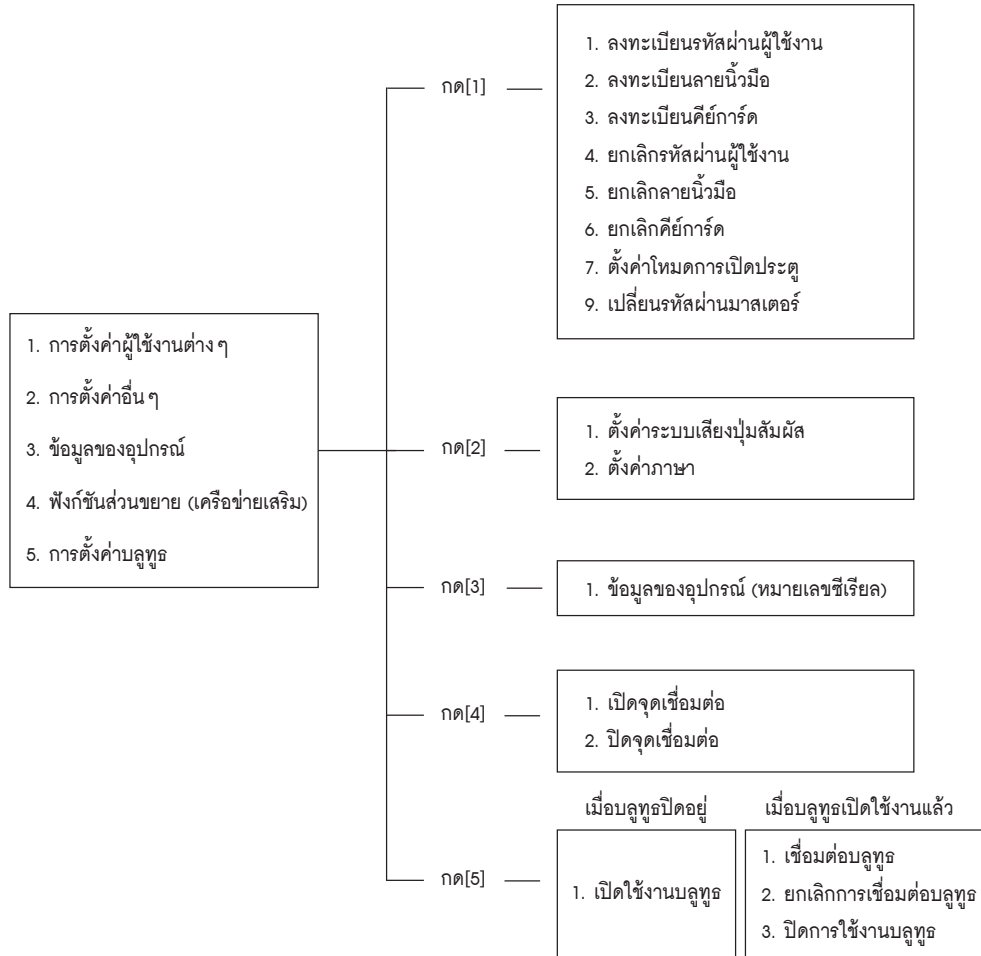 1. การตั้งค่าผู้ใช้งานต่าง ๆ
2. การตั้งค่าอื่น ๆ
3. ข้อมูลของอุปกรณ์
4. ฟังก์ชันส่วนขยาย (เครือข่ายเสริม)
5. การตั้งค่าบลูทูธ
กด[1]
1. ลงทะเบียนรหัสผ่านผู้ใช้งาน
2. ลงทะเบียนลายนิ้วมือ
3. ลงทะเบียนคีย์การ์ด
4. ยกเลิกรหัสผ่านผู้ใช้งาน
5. ยกเลิกลายนิ้วมือ
6. ยกเลิกคีย์การ์ด
7. ตั้งค่าโหมดการเปิดประตู
9. เปลี่ยนรหัสผ่านมาสเตอร์
กด[2]
1. ตั้งค่าระบบเสียงปุ่มสัมผัส
2. ตั้งค่าภาษา
กด[3]
1. ข้อมูลของอุปกรณ์ (หมายเลขซีเรียล)
กด[4]
1. เปิดจุดเชื่อมต่อ
2. ปิดจุดเชื่อมต่อ
กด[5]
เมื่อบลูทูธปิดอยู่
1. เปิดใช้งานบลูทูธ
เมื่อบลูทูธเปิดใช้งานแล้ว
1. เชื่อมต่อบลูทูธ
2. ยกเลิกการเชื่อมต่อบลูทูธ
3. ปิดการใช้งานบลูทูธ